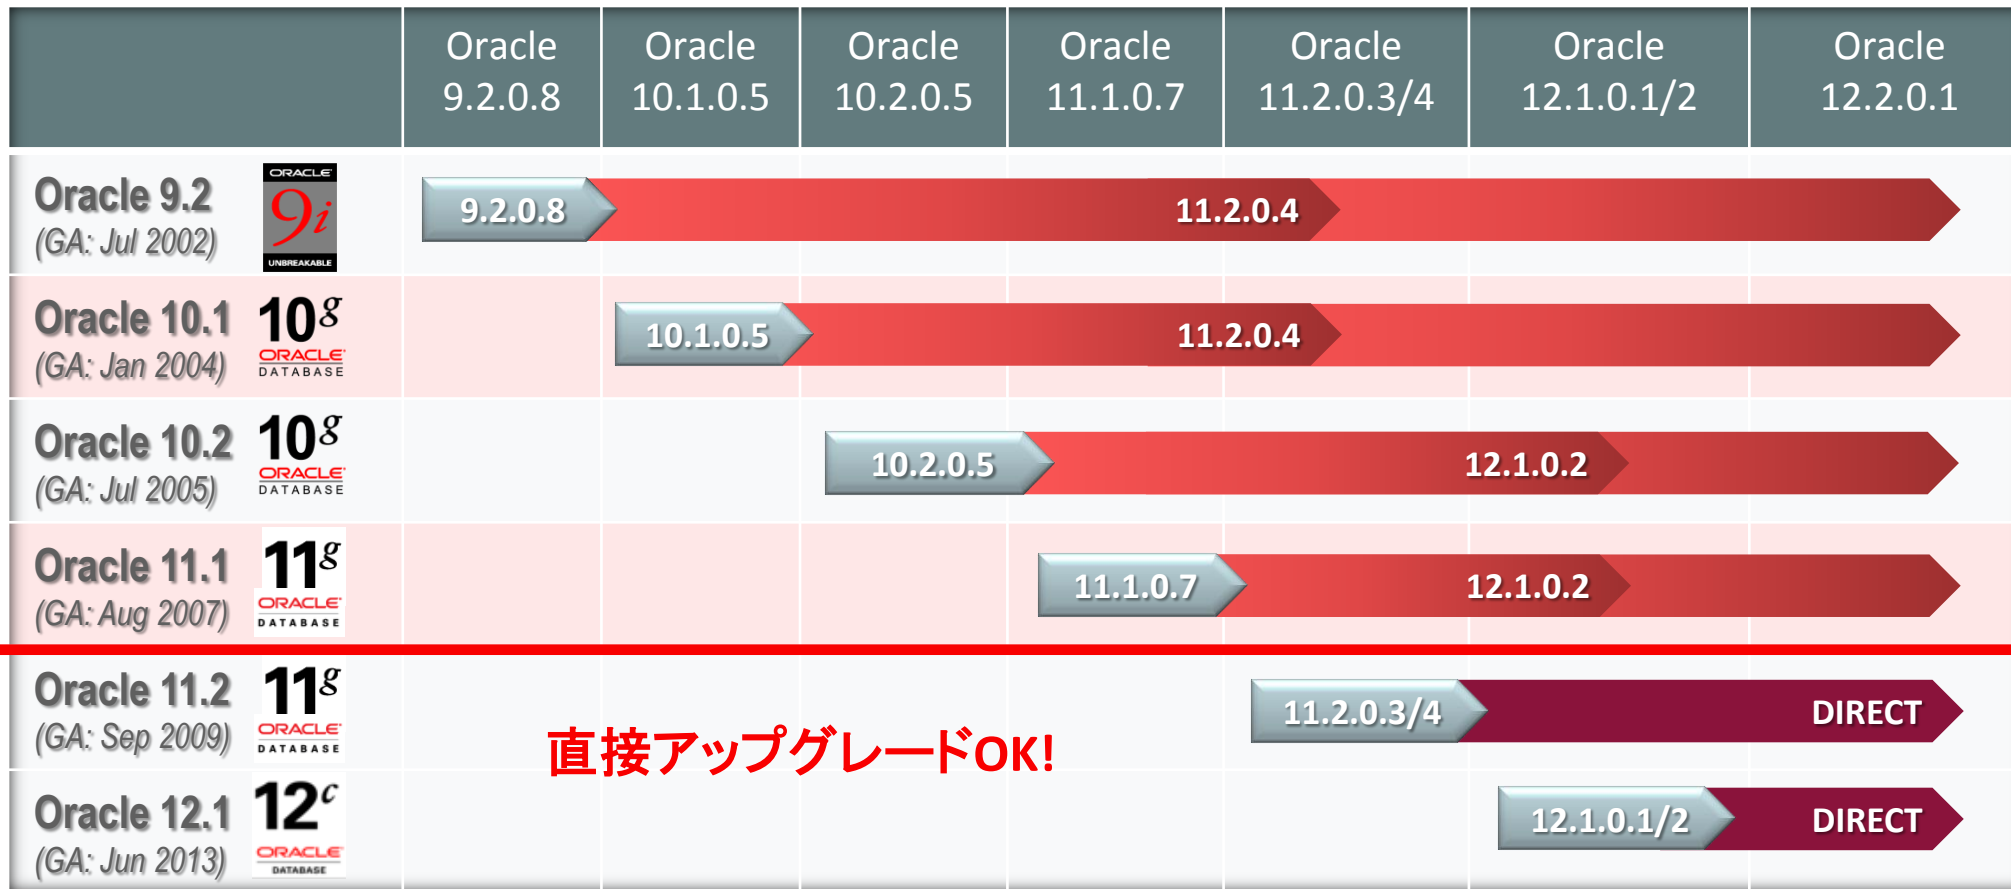 Oracle
9.2.0.8
Oracle
10.1.0.5
Oracle
10.2.0.5
Oracle
11.1.0.7
Oracle
11.2.0.3/4
Oracle
12.1.0.1/2
Oracle
12.2.0.1
Oracle 9.2
(GA: Jul 2002)
ORACLE
9i
UNBREAKABLE
9.2.0.8
11.2.0.4
Oracle 10.1
(GA: Jan 2004)
10g
ORACLE
DATABASE
10.1.0.5
11.2.0.4
Oracle 10.2
(GA: Jul 2005)
10g
ORACLE
DATABASE
10.2.0.5
12.1.0.2
Oracle 11.1
(GA: Aug 2007)
11g
ORACLE
DATABASE
11.1.0.7
12.1.0.2
Oracle 11.2
(GA: Sep 2009)
11g
ORACLE
DATABASE
11.2.0.3/4
DIRECT
直接アップグレードOK!
Oracle 12.1
(GA: Jun 2013)
12c
ORACLE
DATABASE
12.1.0.1/2
DIRECT